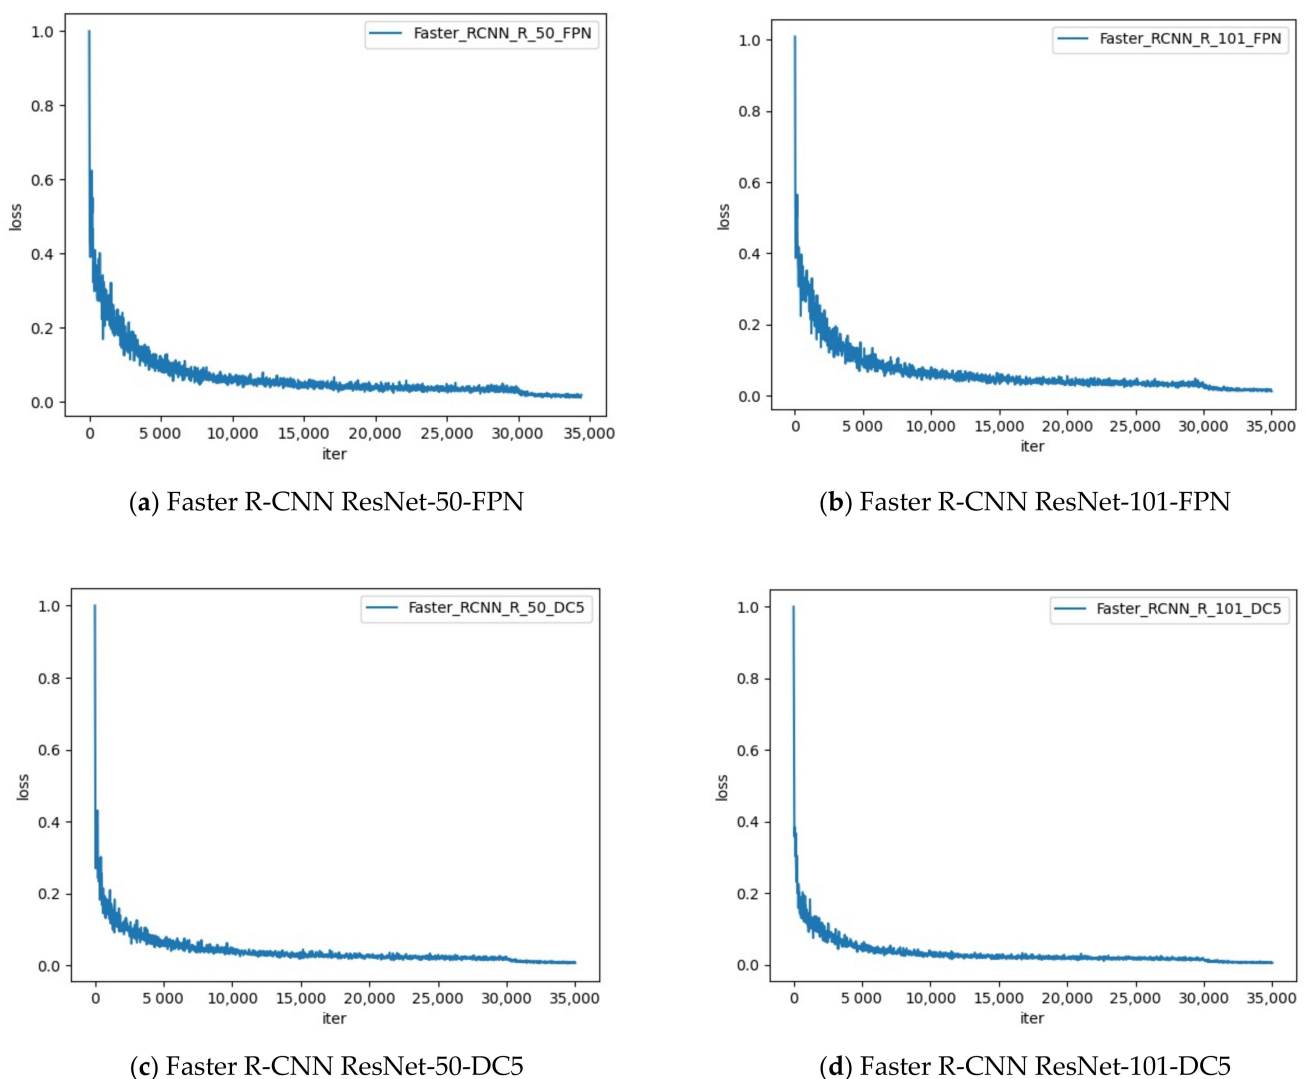 Faster_RCNN_R_50_FPN
1.0
0.8
0.6
0.4
0.2
0.0
loss
0 5 000 10,000 15,000 20,000 25,000 30,000 35,000
iter
(a) Faster R-CNN ResNet-50-FPN
Faster_RCNN_R_101_FPN
1.0
0.8
0.6
0.4
0.2
0.0
loss
0 5 000 10,000 15,000 20,000 25,000 30,000 35,000
iter
(b) Faster R-CNN ResNet-101-FPN
Faster_RCNN_R_50_DC5
1.0
0.8
0.6
0.4
0.2
0.0
loss
0 5 000 10,000 15,000 20,000 25,000 30,000 35,000
iter
(c) Faster R-CNN ResNet-50-DC5
Faster_RCNN_R_101_DC5
1.0
0.8
0.6
0.4
0.2
0.0
loss
0 5 000 10,000 15,000 20,000 25,000 30,000 35,000
iter
(d) Faster R-CNN ResNet-101-DC5